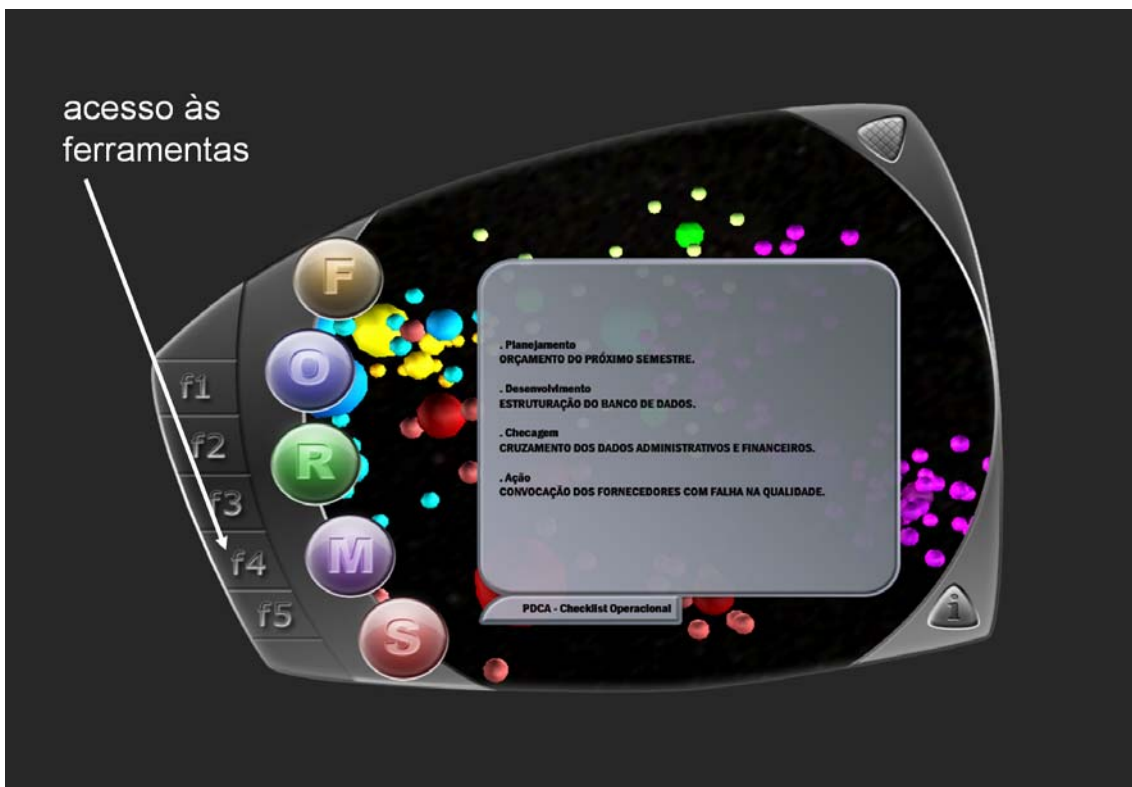 acesso às
ferramentas
F
O
R
M
S
f1
f2
f3
f4
f5
. Planejamento
ORÇAMENTO DO PRÓXIMO SEMESTRE.
. Desenvolvimento
ESTRUTURAÇÃO DO BANCO DE DADOS.
. Checagem
CRUZAMENTO DOS DADOS ADMINISTRATIVOS E FINANCEIROS.
. Ação
CONVOCAÇÃO DOS FORNECEDORES COM FALHA NA QUALIDADE.
PDCA - Checklist Operacional
i